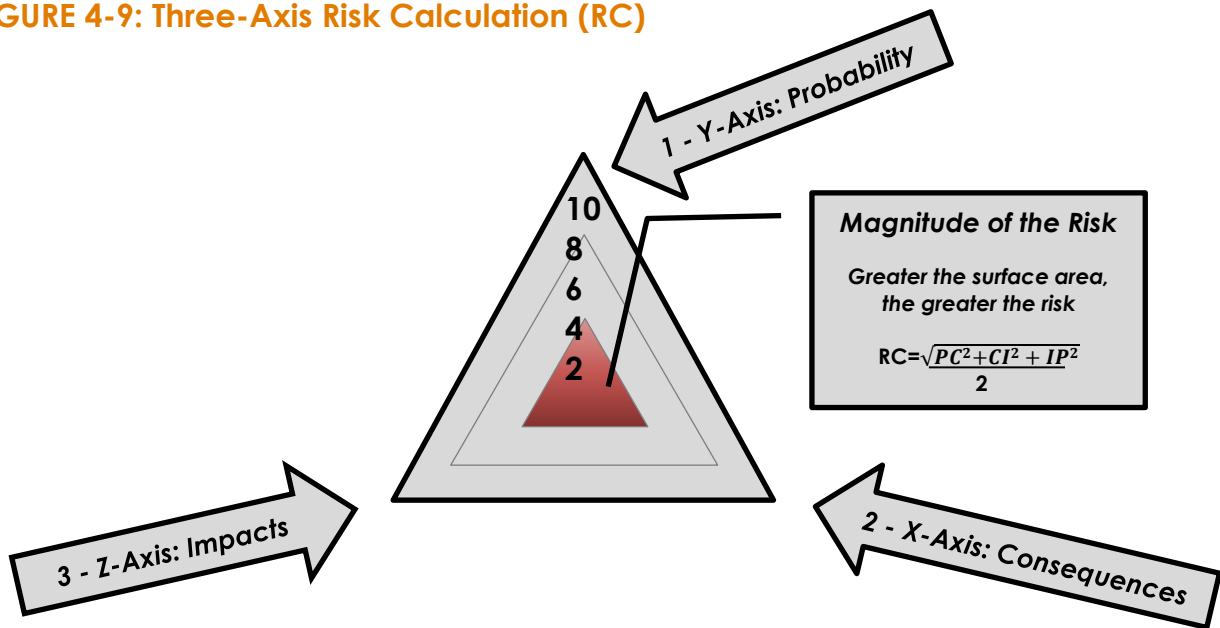 GURE 4-9: Three-Axis Risk Calculation (RC)
1 - Y-Axis: Probability
10
8
6
4
2
Magnitude of the Risk
Greater the surface area,
the greater the risk
RC=√PC²+CI² + IP²
2
3 - Z-Axis: Impacts
2 - X-Axis: Consequences